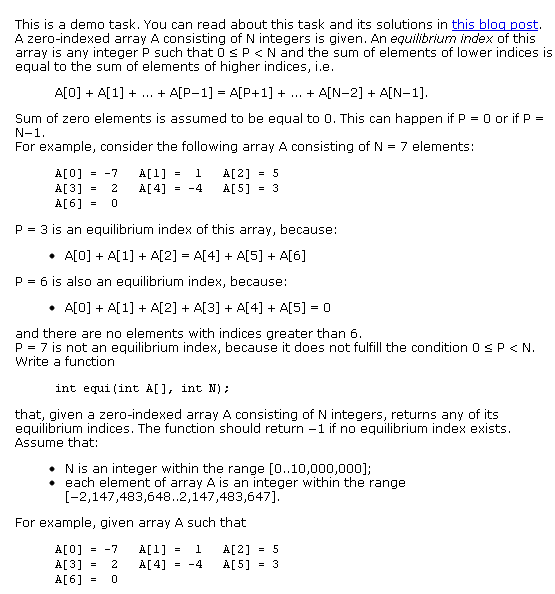 This is a demo task. You can read about this task and its solutions in this blog post.
A zero-indexed array A consisting of N integers is given. An equilibrium index of this
array is any integer P such that 0 ≤ P < N and the sum of elements of lower indices is
equal to the sum of elements of higher indices, i.e.
A[0] + A[1] + ... + A[P−1] = A[P+1] + ... + A[N−2] + A[N−1].
Sum of zero elements is assumed to be equal to 0. This can happen if P = 0 or if P =
N−1.
For example, consider the following array A consisting of N = 7 elements:
A[0] = -7 A[1] = 1 A[2] = 5
A[3] = 2 A[4] = -4 A[5] = 3
A[6] = 0
P = 3 is an equilibrium index of this array, because:
• A[0] + A[1] + A[2] = A[4] + A[5] + A[6]
P = 6 is also an equilibrium index, because:
• A[0] + A[1] + A[2] + A[3] + A[4] + A[5] = 0
and there are no elements with indices greater than 6.
P = 7 is not an equilibrium index, because it does not fulfill the condition 0 ≤ P < N.
Write a function
int equi(int A[], int N);
that, given a zero-indexed array A consisting of N integers, returns any of its
equilibrium indices. The function should return −1 if no equilibrium index exists.
Assume that:
• N is an integer within the range [0..10,000,000];
• each element of array A is an integer within the range
[−2,147,483,648..2,147,483,647].
For example, given array A such that
A[0] = -7 A[1] = 1 A[2] = 5
A[3] = 2 A[4] = -4 A[5] = 3
A[6] = 0